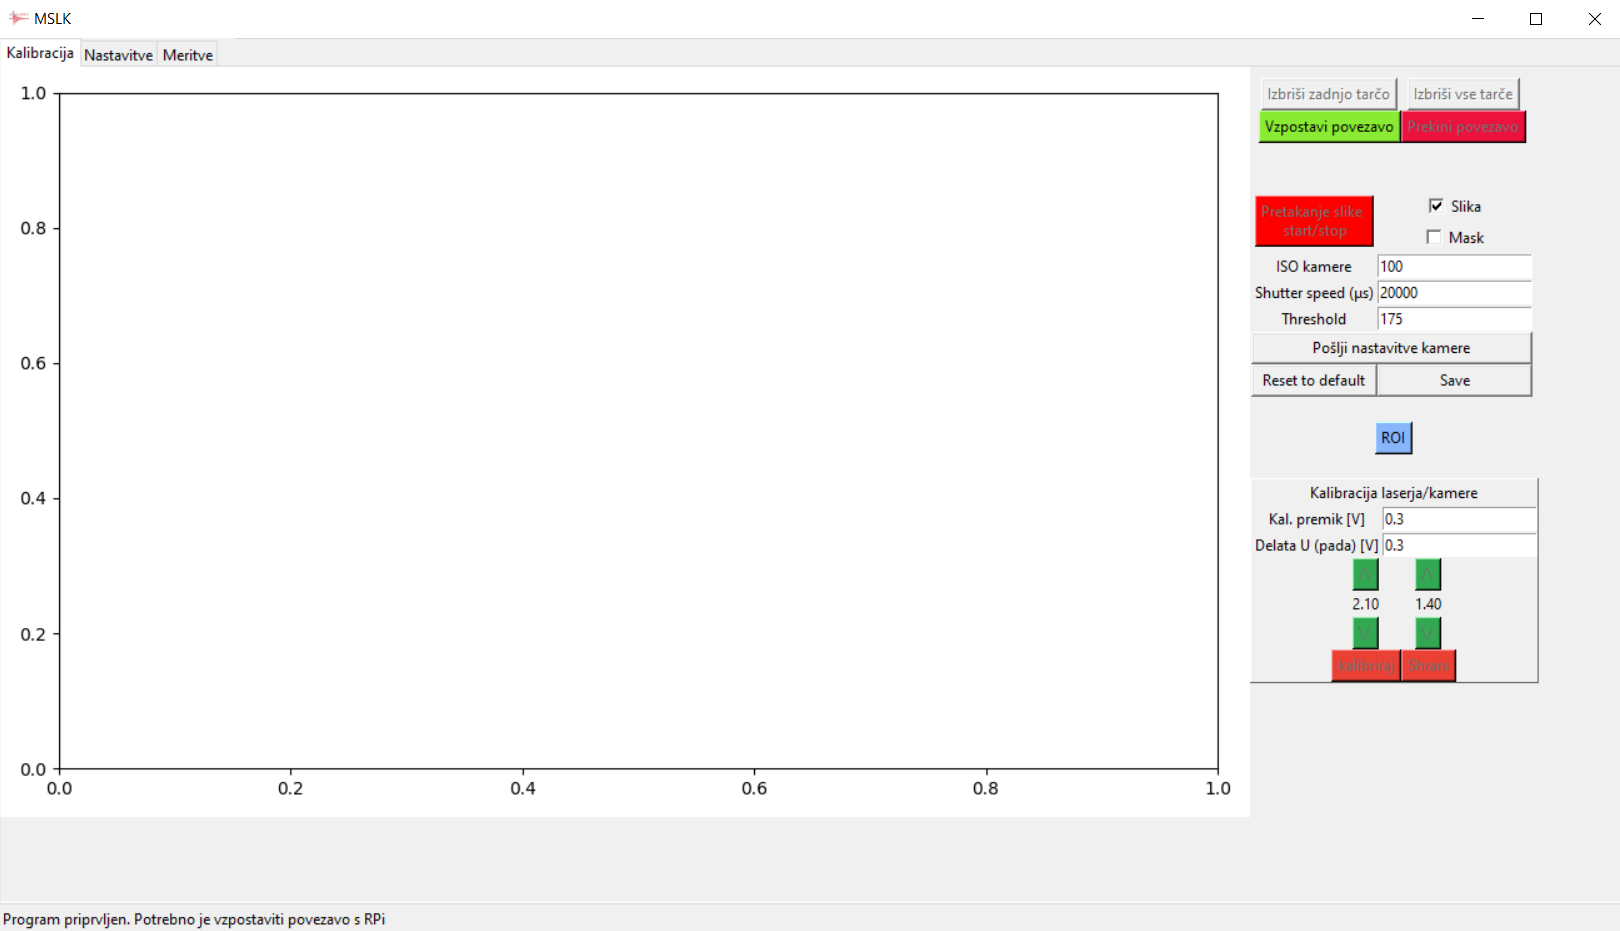 MSLK
Kalibracija Nastavitve Meritve
Izbriši zadnjo tarčo Izbriši vse tarče
Vzpostavi povezavo Prekini povezavo
Pretakanje slike
start/stop
Slika
Mask
ISO kamere 100
Shutter speed (µs) 20000
Threshold 175
Pošlji nastavitve kamere
Reset to default Save
ROI
Kalibracija laserja/kamere
Kal. premik [V] 0.3
Delata U (pada) [V] 0.3
Λ Λ
2.10 1.40
V V
kalibriraj Shrani
1.0
0.8
0.6
0.4
0.2
0.0
0.0 0.2 0.4 0.6 0.8 1.0
Program priprvljen. Potrebno je vzpostaviti povezavo s RPi